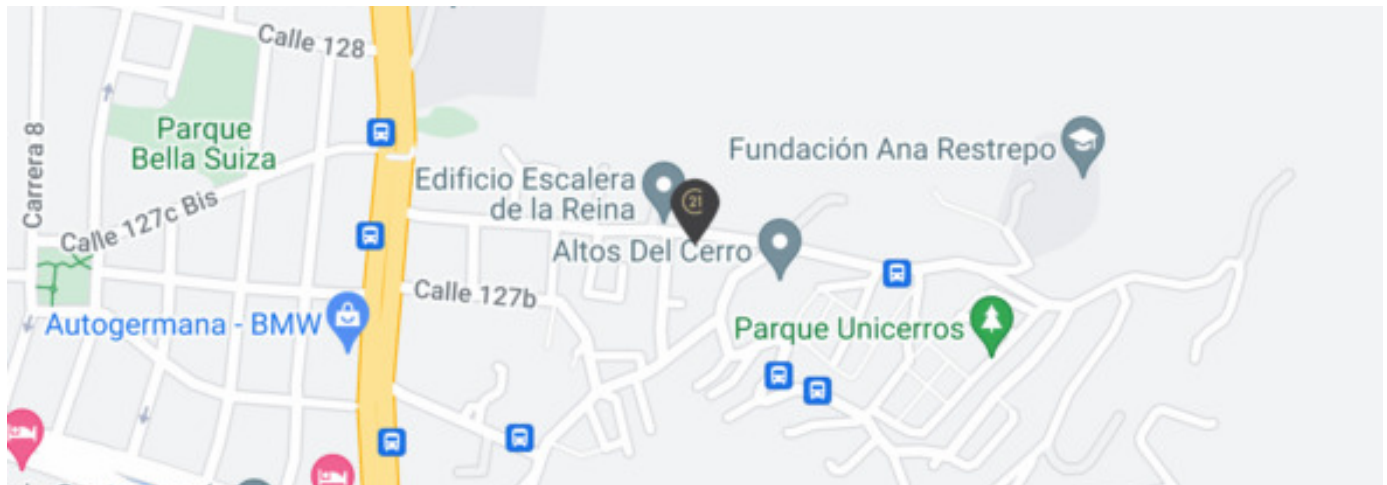 Calle 128
Parque
Bella Suiza
Carrera 8
Calle 127c Bis
Edificio Escalera
de la Reina
21
Fundación Ana Restrepo
Altos Del Cerro
Calle 127b
Autogermana - BMW
Parque Unicerros